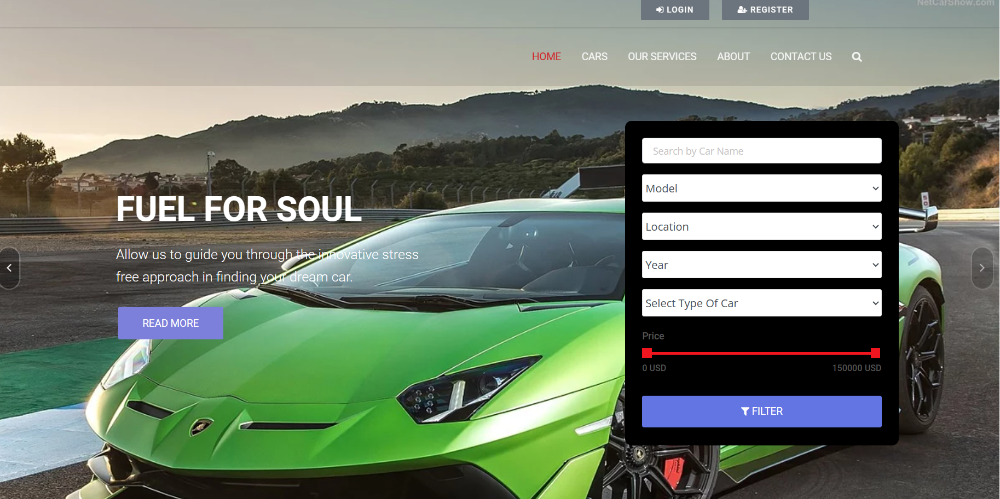 NetCarShow.com
LOGIN
REGISTER
HOME
CARS
OUR SERVICES
ABOUT
CONTACT US
Search by Car Name
Model
Location
Year
Select Type Of Car
Price
0 USD
150000 USD
FILTER
FUEL FOR SOUL
Allow us to guide you through the innovative stress
free approach in finding your dream car.
READ MORE
50